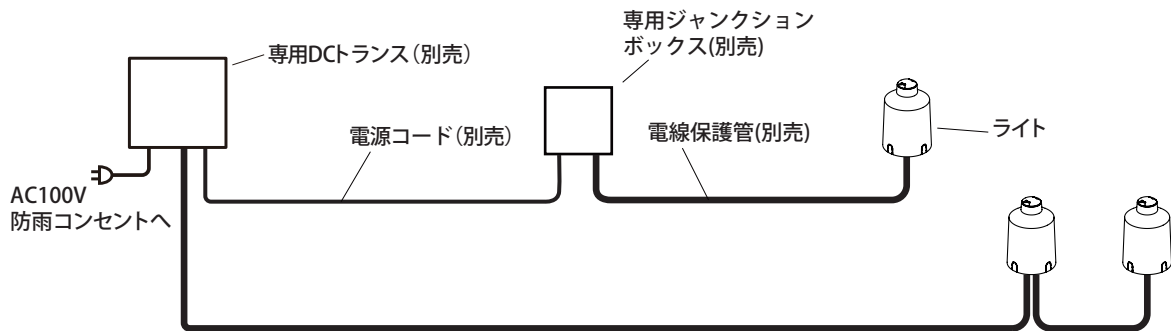 専用ジャンクション
ボックス(別売)
専用DCトランス（別売）
ライト
電源コード（別売）
電線保護管(別売)
AC100V
防雨コンセントへ